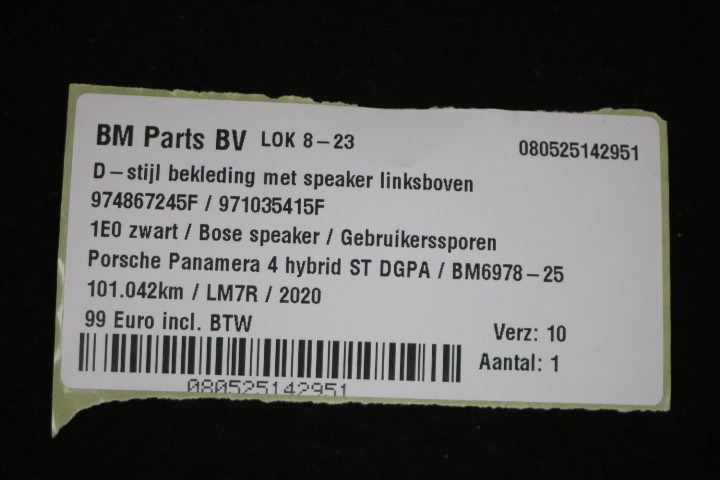 BM Parts BV LOK 8-23 080525142951
D-stijl bekleding met speaker linksboven
974867245F / 971035415F
1E0 zwart / Bose speaker / Gebruikerssporen
Porsche Panamera 4 hybrid ST DGPA / BM6978-25
101.042km / LM7R / 2020
99 Euro incl. BTW
Verz: 10
Aantal: 1
080525142951